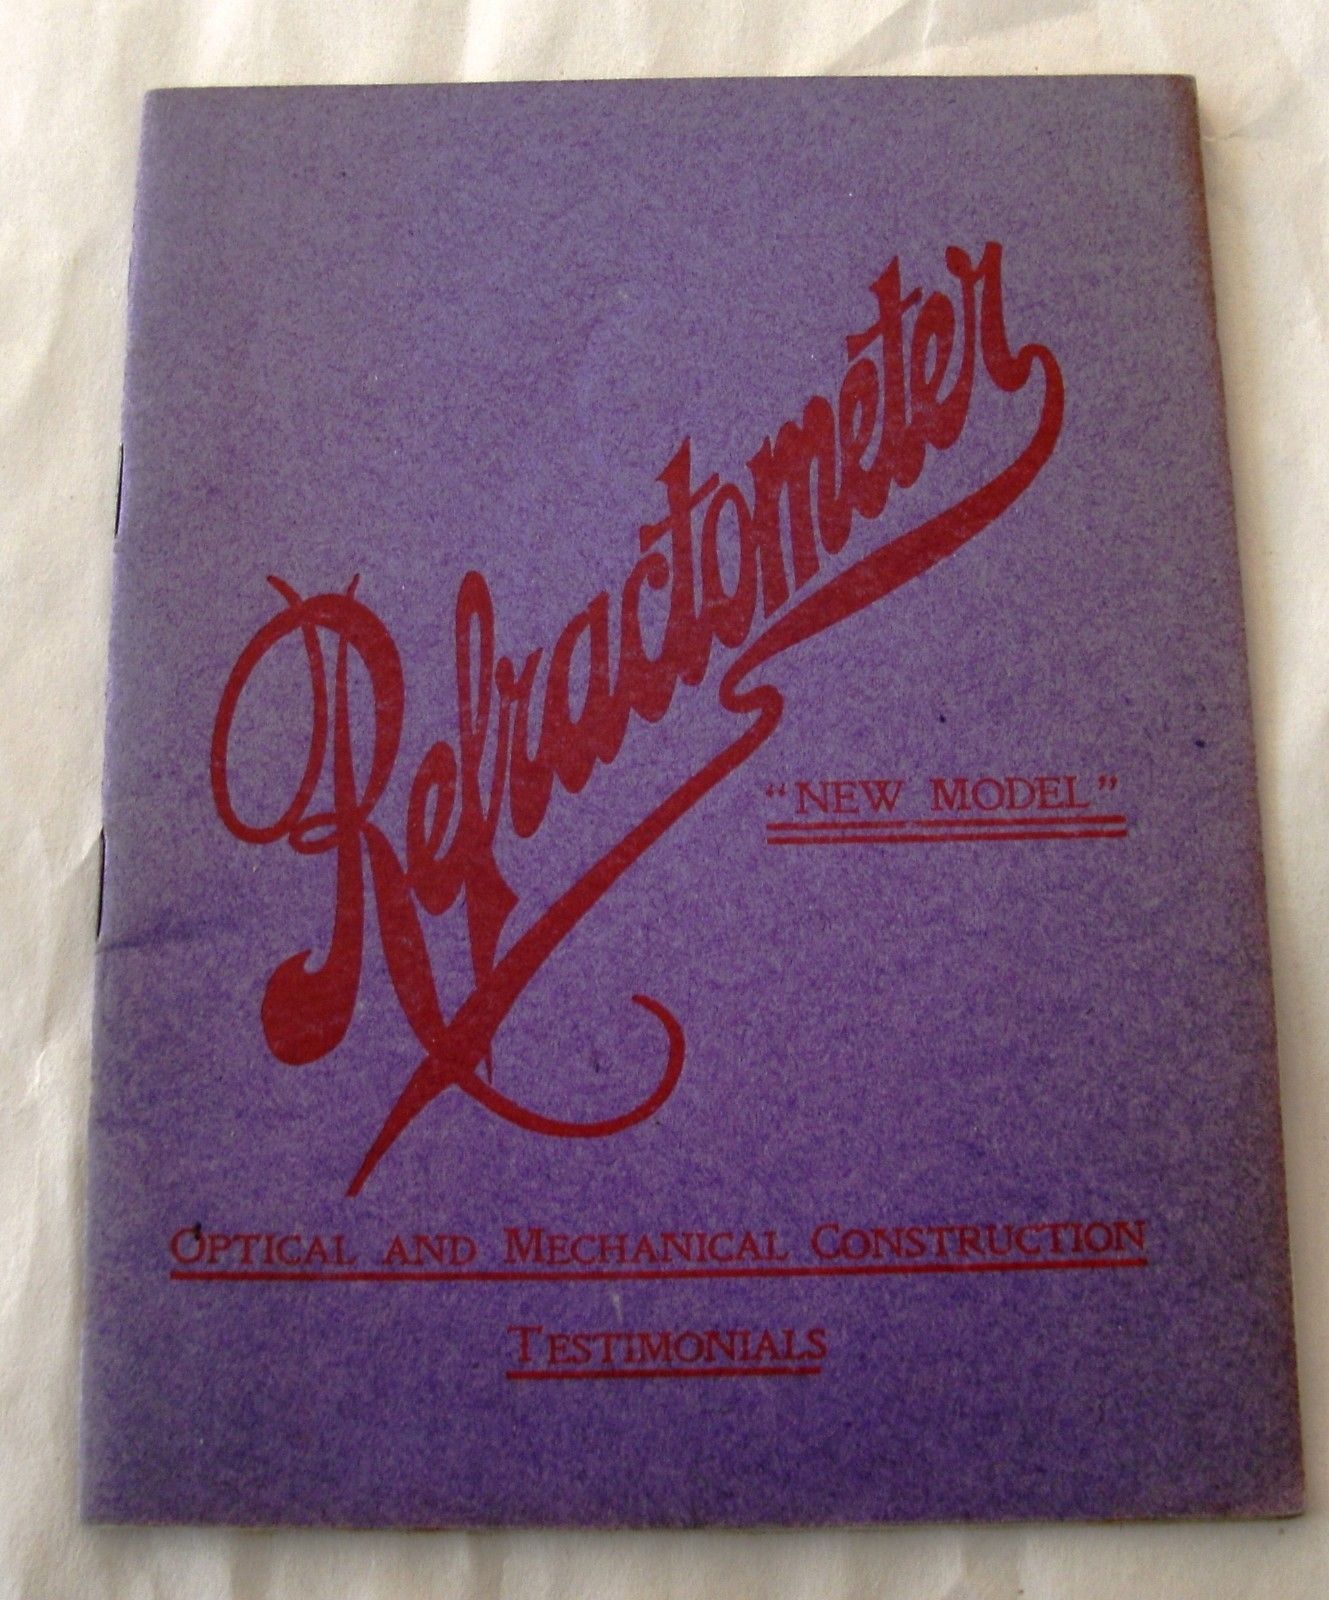 Refractometer
"NEW MODEL"
OPTICAL AND MECHANICAL CONSTRUCTION
TESTIMONIALS